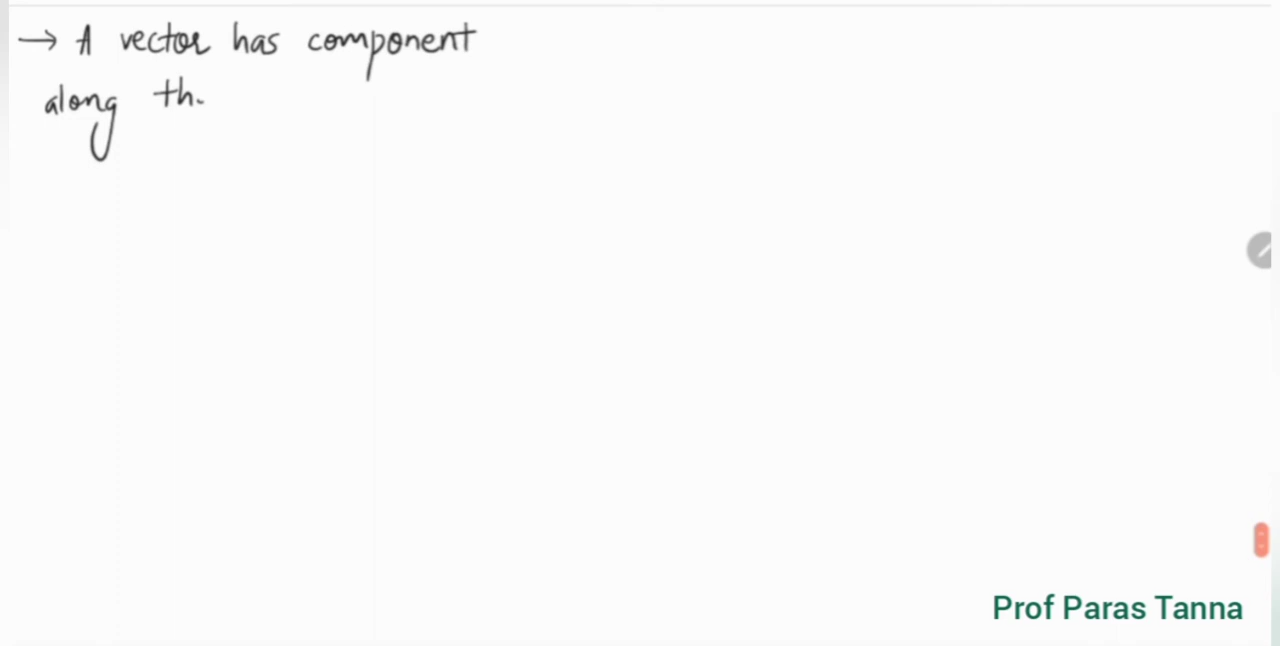 → A vector has component
along th.
Prof Paras Tanna